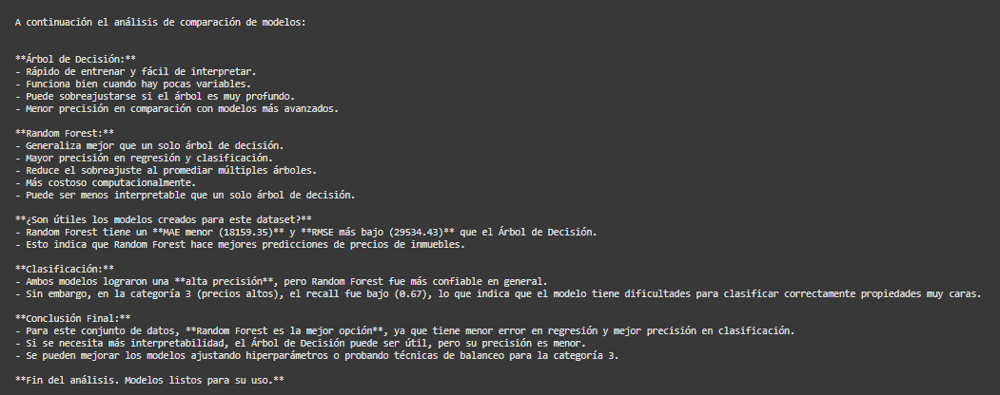 A continuación el análisis de comparación de modelos:
**Árbol de Decisión:**
- Rápido de entrenar y fácil de interpretar.
- Funciona bien cuando hay pocas variables.
- Puede sobreajustarse si el árbol es muy profundo.
- Menor precisión en comparación con modelos más avanzados.
**Random Forest:**
- Generaliza mejor que un solo árbol de decisión.
- Mayor precisión en regresión y clasificación.
- Reduce el sobreajuste al promediar múltiples árboles.
- Más costoso computacionalmente.
- Puede ser menos interpretable que un solo árbol de decisión.
**¿Son útiles los modelos creados para este dataset?**
- Random Forest tiene un **MAE menor (18159.35)** y **RMSE más bajo (29534.43)** que el Árbol de Decisión.
- Esto indica que Random Forest hace mejores predicciones de precios de inmuebles.
**Clasificación:**
- Ambos modelos lograron una **alta precisión**, pero Random Forest fue más confiable en general.
- Sin embargo, en la categoría 3 (precios altos), el recall fue bajo (0.67), lo que indica que el modelo tiene dificultades para clasificar correctamente propiedades muy caras.
**Conclusión Final:**
- Para este conjunto de datos, **Random Forest es la mejor opción**, ya que tiene menor error en regresión y mejor precisión en clasificación.
- Si se necesita más interpretabilidad, el Árbol de Decisión puede ser útil, pero su precisión es menor.
- Se pueden mejorar los modelos ajustando hiperparámetros o probando técnicas de balanceo para la categoría 3.
**Fin del análisis. Modelos listos para su uso.**